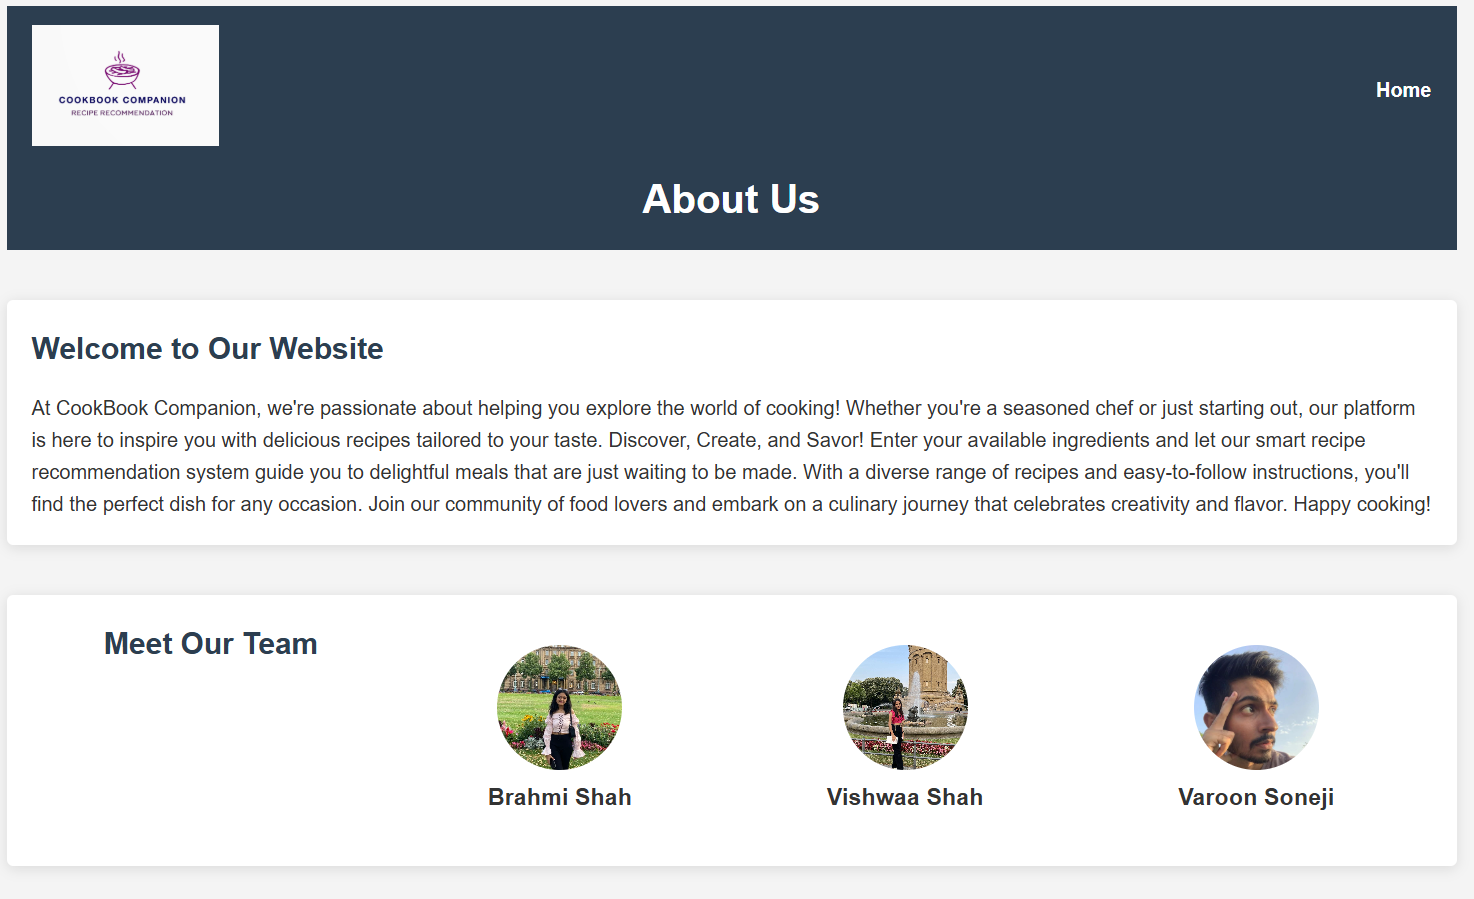 COOKBOOK COMPANION
RECIPE RECOMMENDATION
Home
About Us
Welcome to Our Website
At CookBook Companion, we're passionate about helping you explore the world of cooking! Whether you're a seasoned chef or just starting out, our platform
is here to inspire you with delicious recipes tailored to your taste. Discover, Create, and Savor! Enter your available ingredients and let our smart recipe
recommendation system guide you to delightful meals that are just waiting to be made. With a diverse range of recipes and easy-to-follow instructions, you'll
find the perfect dish for any occasion. Join our community of food lovers and embark on a culinary journey that celebrates creativity and flavor. Happy cooking!
Meet Our Team
Brahmi Shah
Vishwaa Shah
Varoon Soneji